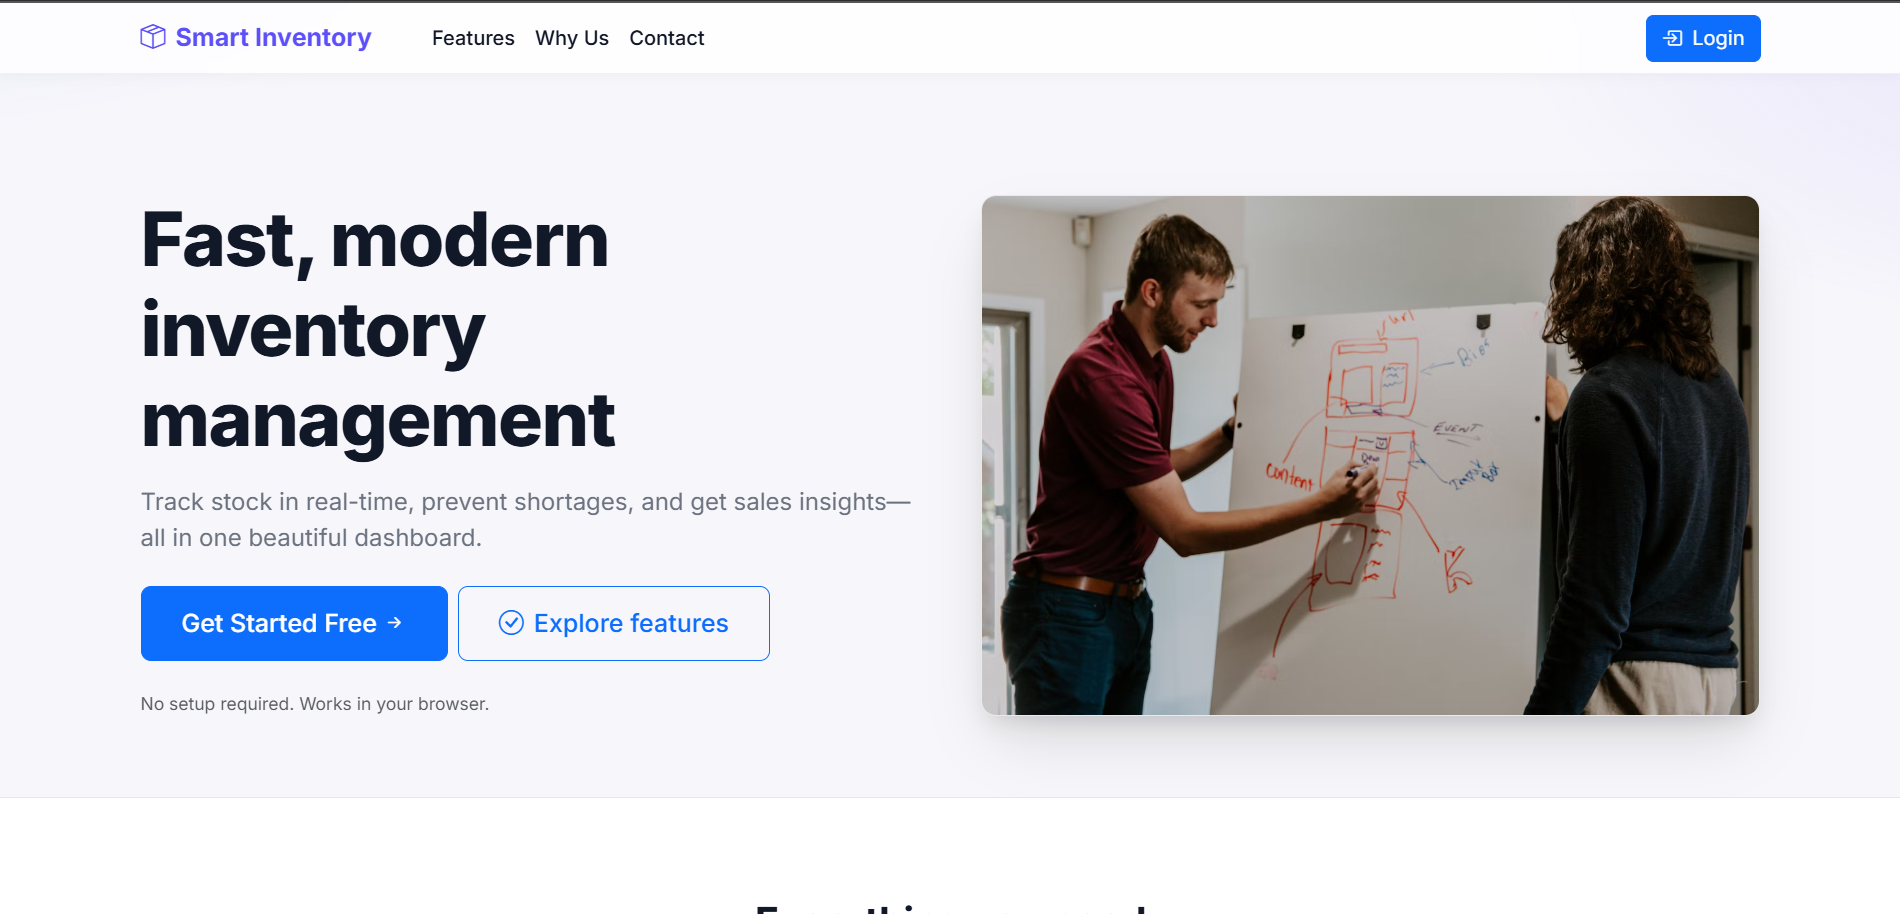 Smart Inventory
Features
Why Us
Contact
Login
Fast, modern
inventory
management
Track stock in real-time, prevent shortages, and get sales insights—
all in one beautiful dashboard.
Get Started Free →
Explore features
No setup required. Works in your browser.
url
EVENT
content